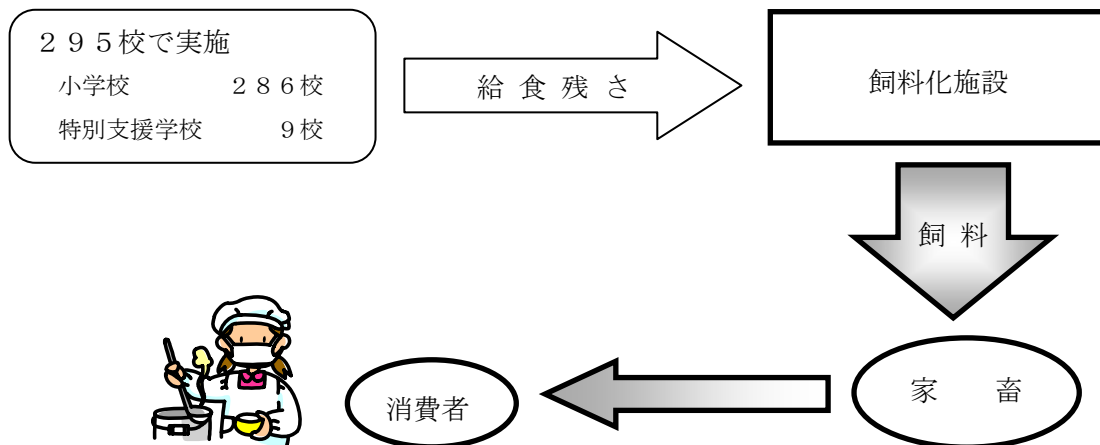 ２９５校で実施
小学校 ２８６校
特別支援学校 ９校
給食残さ
飼料化施設
飼料
家畜
消費者